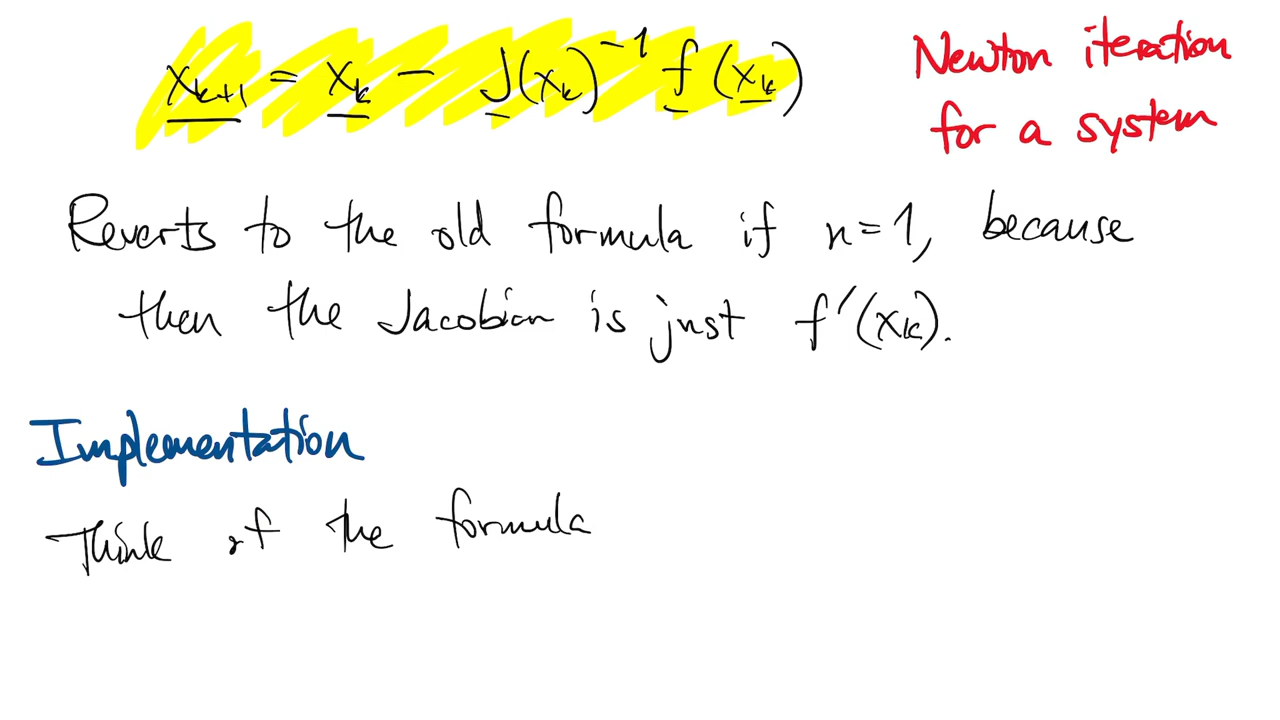 x_{k+1} = x_k - J(x_k)^{-1} f(x_k)
Newton iteration
for a system
Reverts to the old formula if n=1, because
then the Jacobian is just f'(x_k).
Implementation
Think of the formula